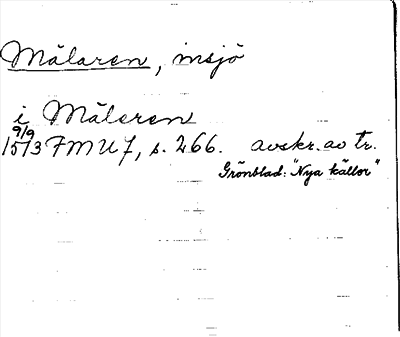 Mälaren, insjö
i Mäleren
9/9
1513 FMU 7, s. 266. avskr. av tr.
Grönblad: "Nya källor"